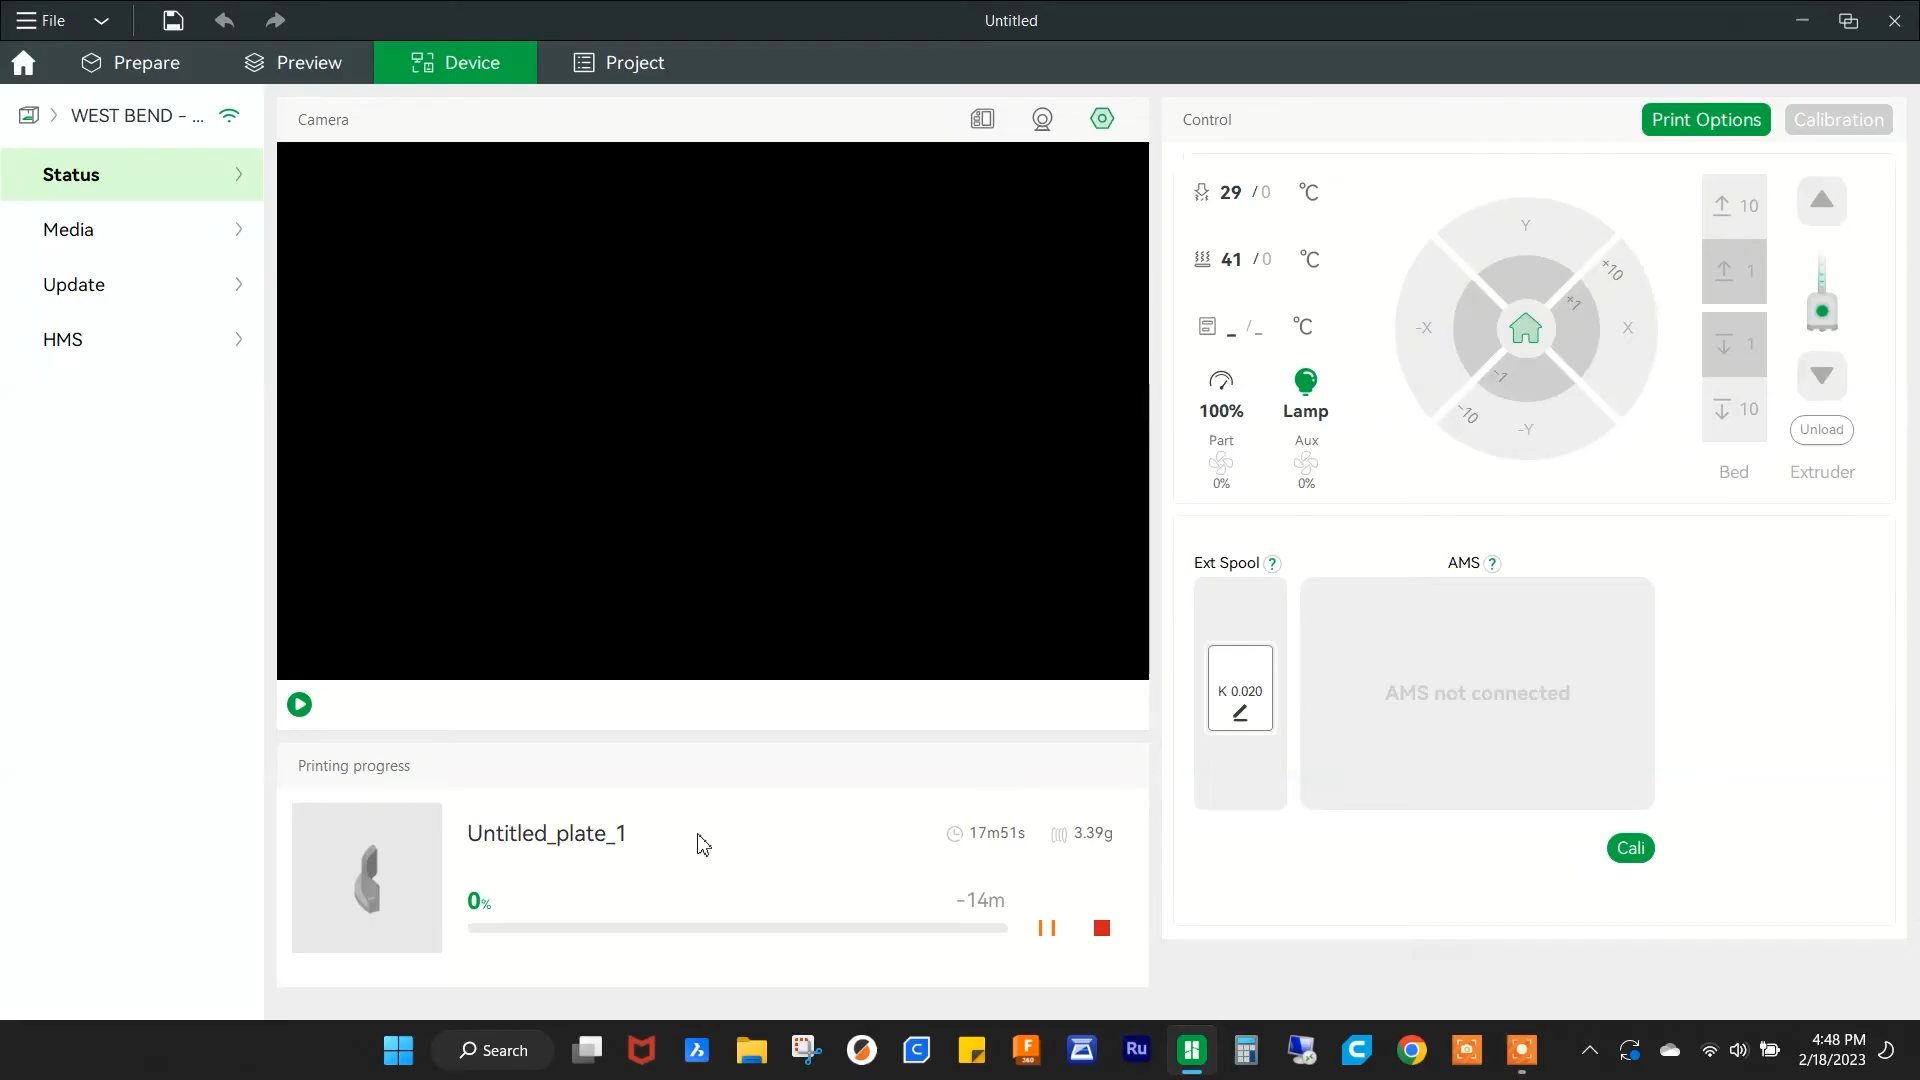 File
Untitled
Prepare
Preview
Device
Project
WEST BEND - ...
Status
Media
Update
HMS
Camera
Control
Print Options
Calibration
29 / 0 °C
41 / 0 °C
_ / _ °C
100%
Lamp
Part
Aux
0%
0%
Y
+10
+1
-X
X
-1
-10
-Y
10
1
1
10
Unload
Bed
Extruder
Ext Spool ?
AMS ?
K 0.020
AMS not connected
Cali
Printing progress
Untitled_plate_1
17m51s
3.39g
0%
-14m
Search
F
360
Ru
4:48 PM
2/18/2023